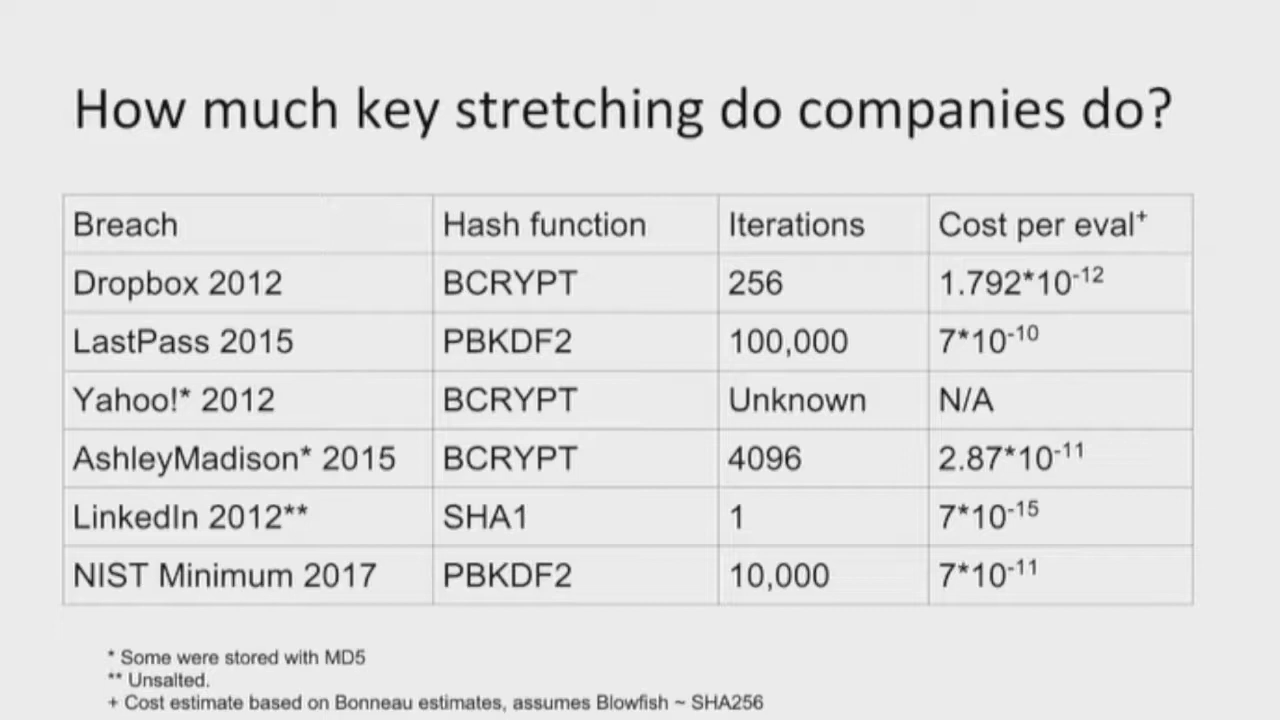 How much key stretching do companies do?
Breach Hash function Iterations Cost per eval⁺
Dropbox 2012 BCRYPT 256 1.792*10⁻¹²
LastPass 2015 PBKDF2 100,000 7*10⁻¹⁰
Yahoo!* 2012 BCRYPT Unknown N/A
AshleyMadison* 2015 BCRYPT 4096 2.87*10⁻¹¹
LinkedIn 2012** SHA1 1 7*10⁻¹⁵
NIST Minimum 2017 PBKDF2 10,000 7*10⁻¹¹
* Some were stored with MD5
** Unsalted.
+ Cost estimate based on Bonneau estimates, assumes Blowfish ~ SHA256